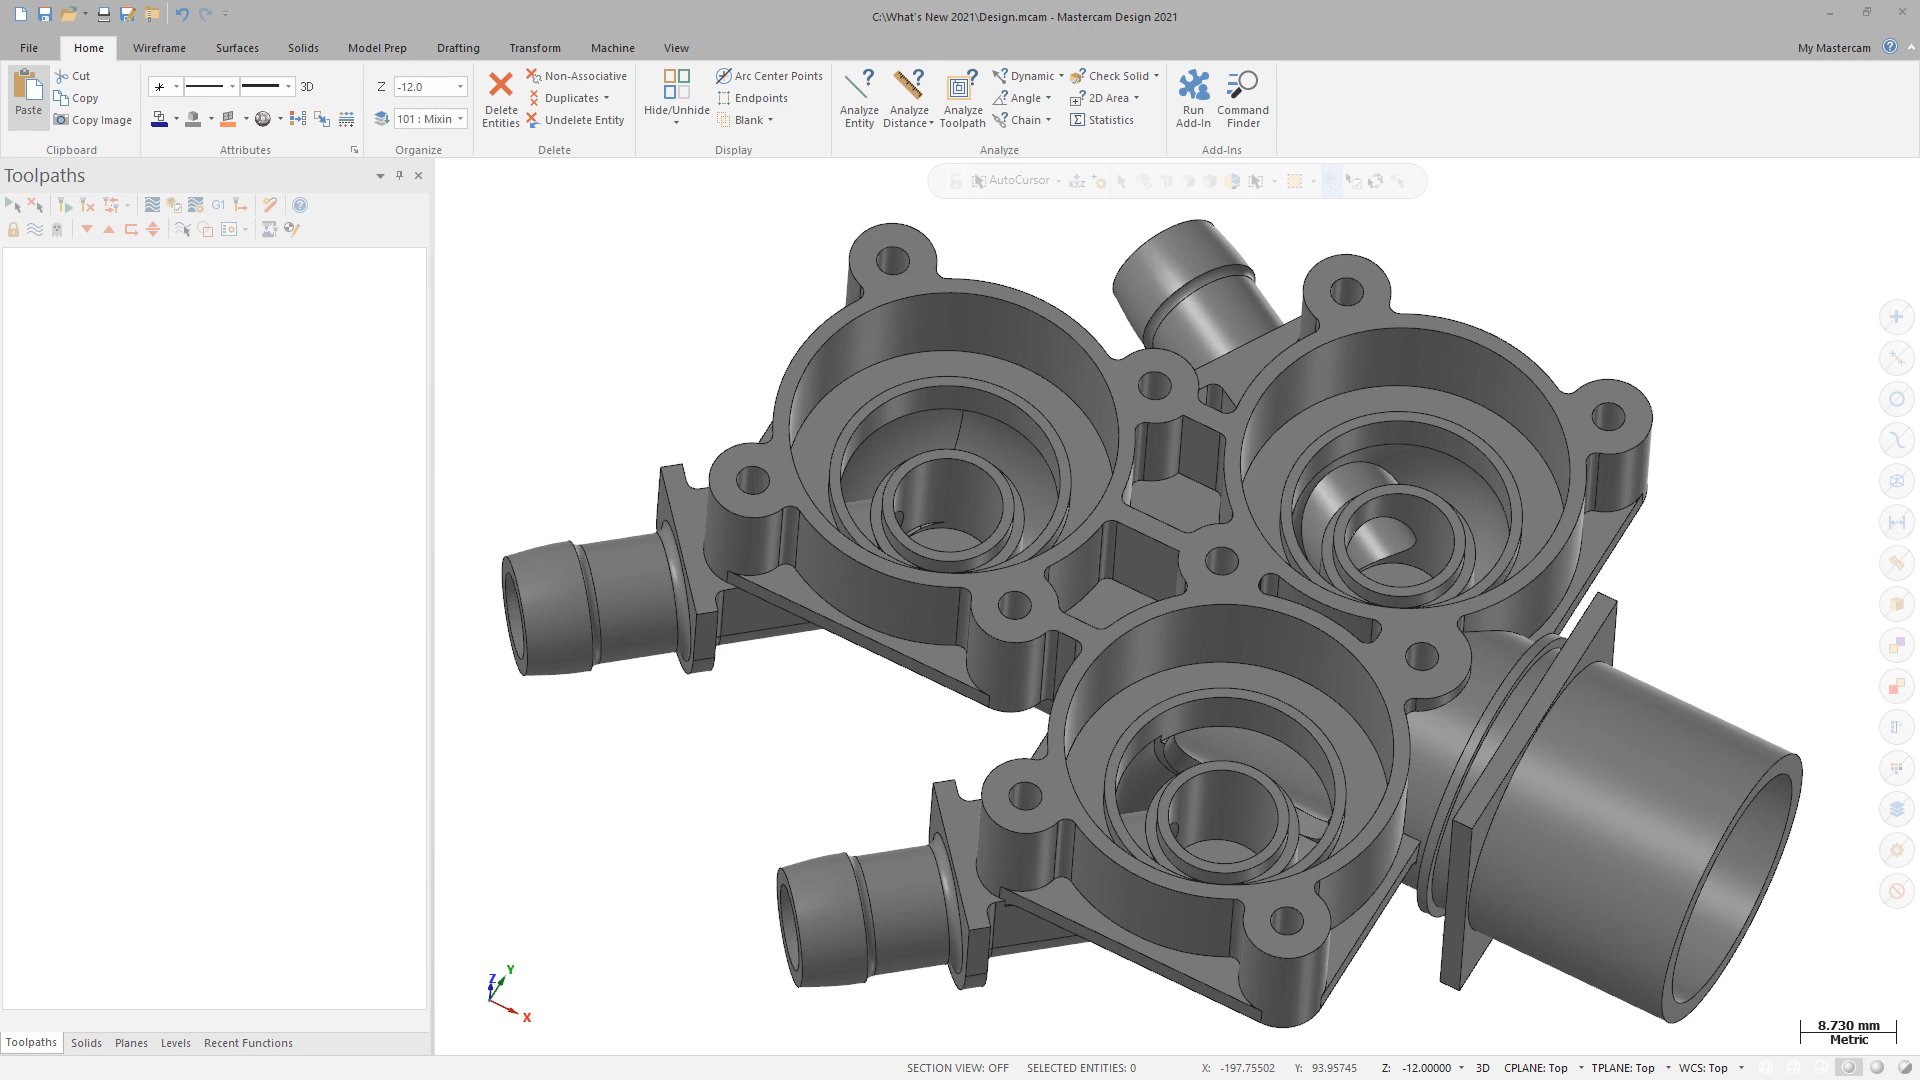 C:\What's New 2021\Design.mcam - Mastercam Design 2021
File Home Wireframe Surfaces Solids Model Prep Drafting Transform Machine View My Mastercam ?
Paste
Cut
Copy
Copy Image
Clipboard
3D
Attributes
Z -12.0
101 : Mixin
Organize
Delete Entities
Non-Associative
Duplicates
Undelete Entity
Delete
Hide/Unhide
Arc Center Points
Endpoints
Blank
Display
Analyze Entity
Analyze Distance
Analyze Toolpath
Dynamic
Angle
Chain
Check Solid
2D Area
Statistics
Analyze
Run Add-In
Command Finder
Add-Ins
Toolpaths
G1
AutoCursor
XYZ
Z Y X
8.730 mm
Metric
Toolpaths Solids Planes Levels Recent Functions
SECTION VIEW: OFF SELECTED ENTITIES: 0 X: -197.75502 Y: 93.95745 Z: -12.00000 3D CPLANE: Top TPLANE: Top WCS: Top